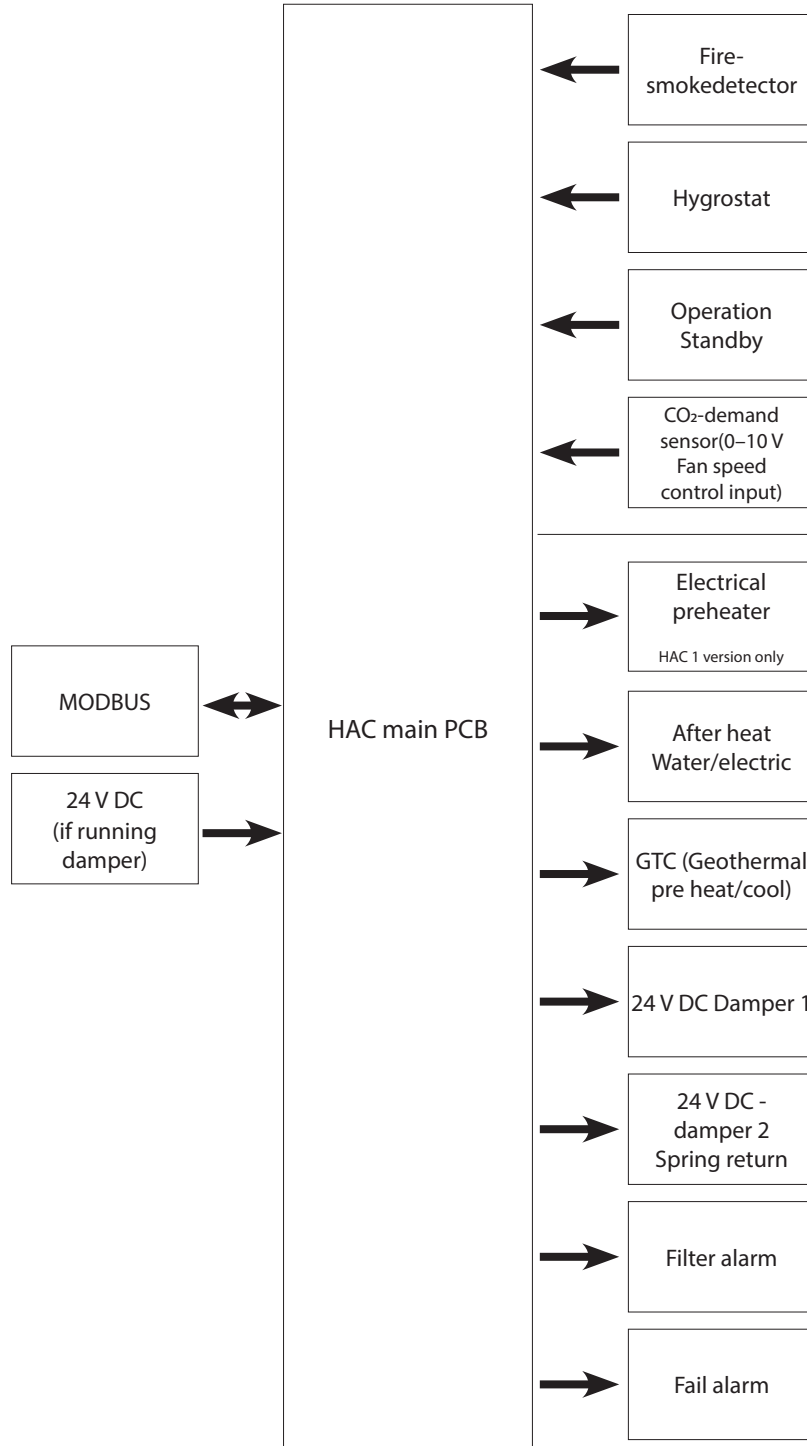 Fire-
smokedetector
Hygrostat
Operation
Standby
CO₂-demand
sensor(0–10 V
Fan speed
control input)
Electrical
preheater
HAC 1 version only
MODBUS
HAC main PCB
After heat
Water/electric
24 V DC
(if running
damper)
GTC (Geothermal
pre heat/cool)
24 V DC Damper 1
24 V DC -
damper 2
Spring return
Filter alarm
Fail alarm